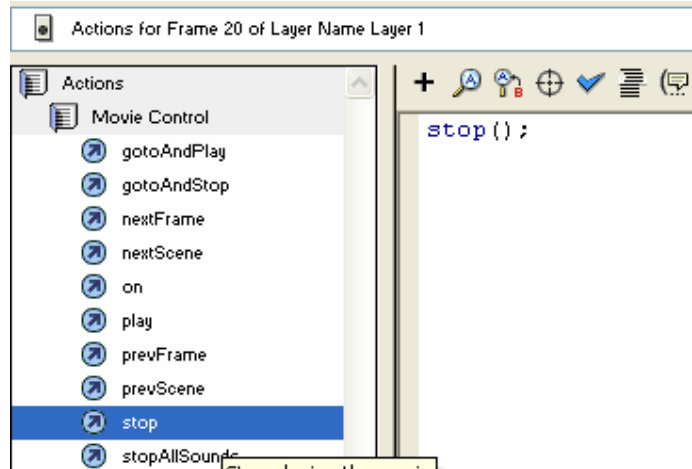 Actions for Frame 20 of Layer Name Layer 1
Actions
Movie Control
gotoAndPlay
gotoAndStop
nextFrame
nextScene
on
play
prevFrame
prevScene
stop
stopAllSounds
stop();